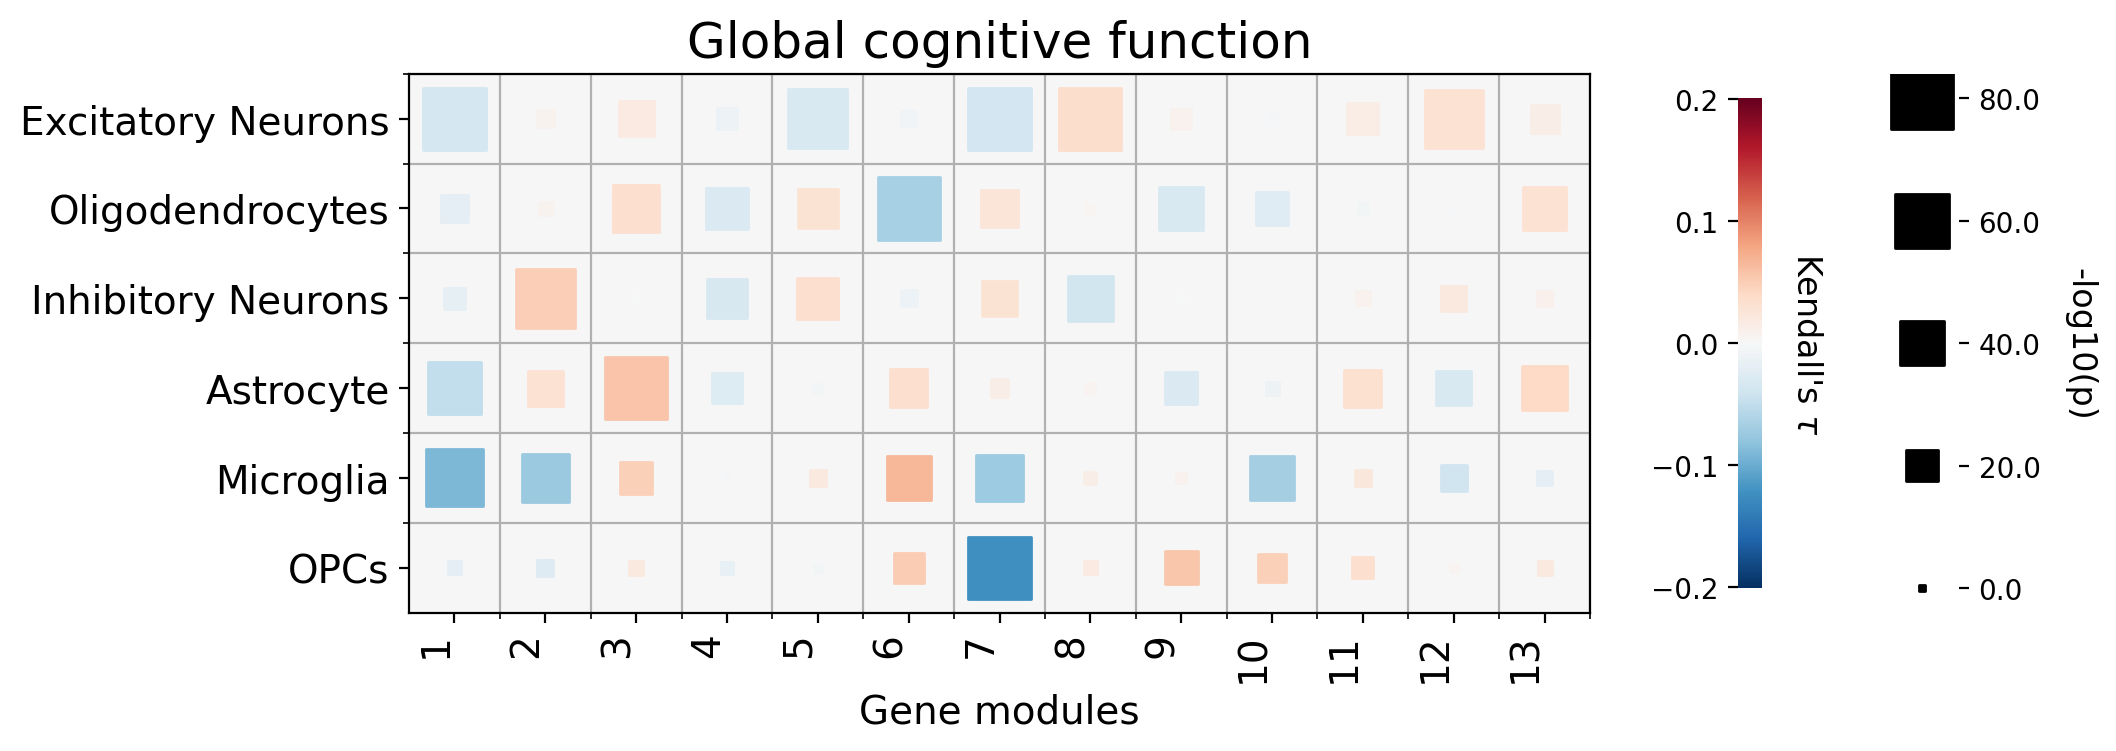 Global cognitive function
Excitatory Neurons
Oligodendrocytes
Inhibitory Neurons
Astrocyte
Microglia
OPCs
1 2 3 4 5 6 7 8 9 10 11 12 13
Gene modules
0.2
0.1
0.0
−0.1
−0.2
Kendall's τ
80.0
60.0
40.0
20.0
0.0
-log10(p)